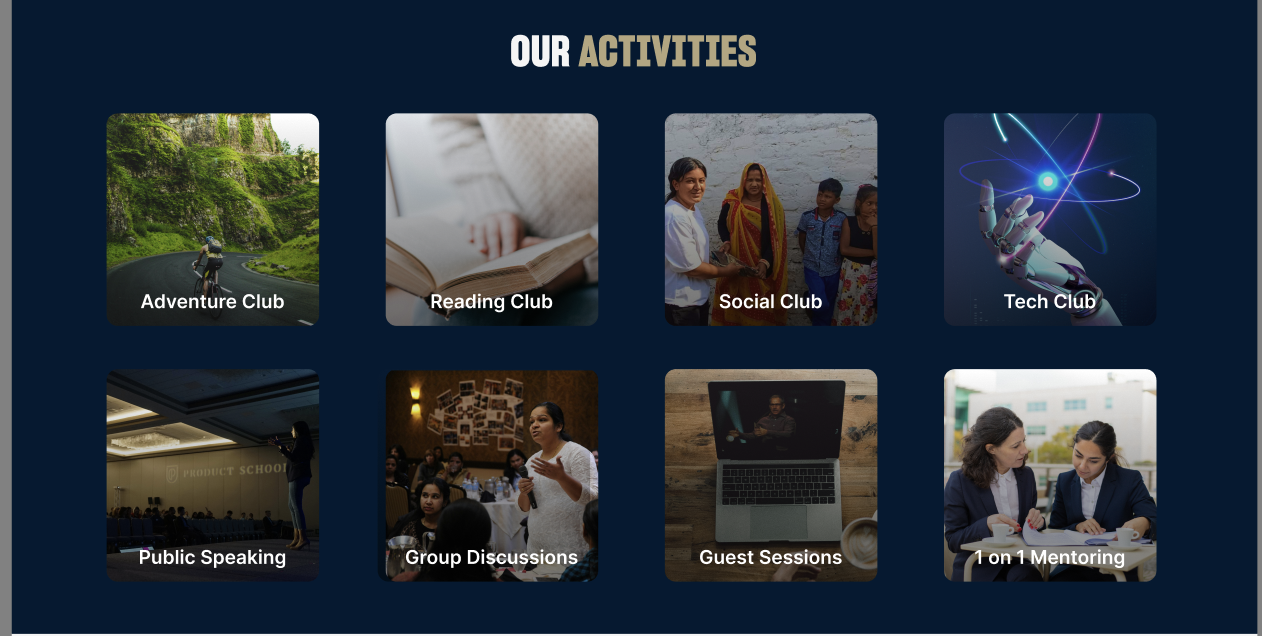 OUR ACTIVITIES
Adventure Club
Reading Club
Social Club
Tech Club
PRODUCT SCHOOL
Public Speaking
Group Discussions
Guest Sessions
1 on 1 Mentoring